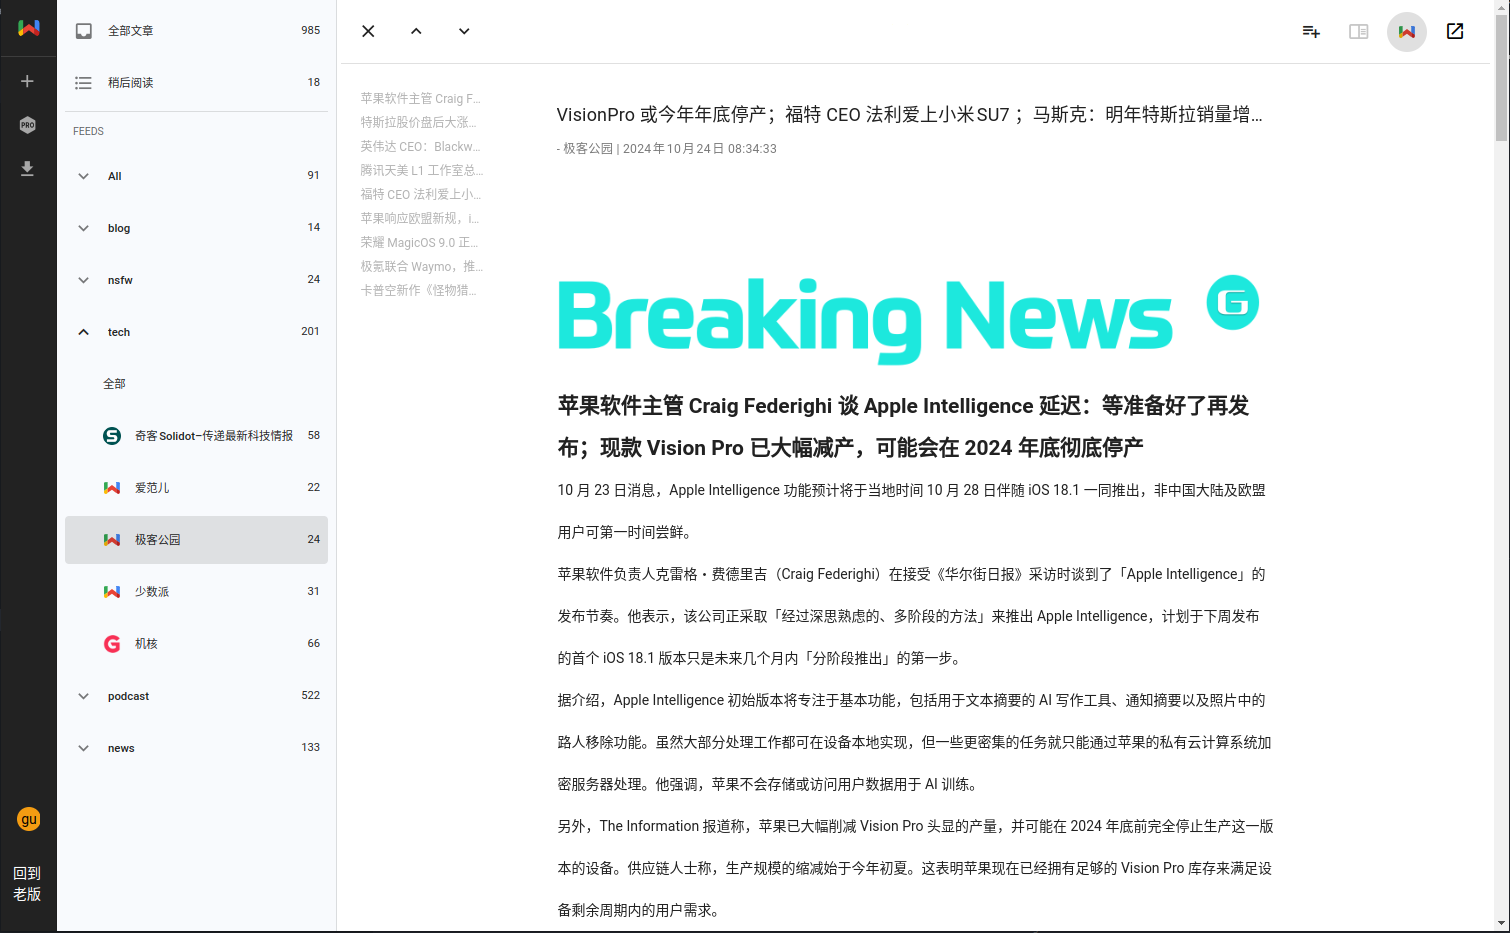 PRO
gu
回到
老版
全部文章 985
稍后阅读 18
FEEDS
All 91
blog 14
nsfw 24
tech 201
全部
奇客Solidot–传递最新科技情报 58
爱范儿 22
极客公园 24
少数派 31
机核 66
podcast 522
news 133
苹果软件主管 Craig F...
特斯拉股价盘后大涨...
英伟达 CEO：Blackw...
腾讯天美 L1 工作室总...
福特 CEO 法利爱上小...
苹果响应欧盟新规，i...
荣耀 MagicOS 9.0 正...
极氪联合 Waymo，推...
卡普空新作《怪物猎...
VisionPro 或今年年底停产；福特 CEO 法利爱上小米SU7 ；马斯克：明年特斯拉销量增...
- 极客公园 | 2024年10月24日 08:34:33
Breaking News G
苹果软件主管 Craig Federighi 谈 Apple Intelligence 延迟：等准备好了再发
布；现款 Vision Pro 已大幅减产，可能会在 2024 年底彻底停产
10 月 23 日消息，Apple Intelligence 功能预计将于当地时间 10 月 28 日伴随 iOS 18.1 一同推出，非中国大陆及欧盟
用户可第一时间尝鲜。
苹果软件负责人克雷格・费德里吉（Craig Federighi）在接受《华尔街日报》采访时谈到了「Apple Intelligence」的
发布节奏。他表示，该公司正采取「经过深思熟虑的、多阶段的方法」来推出 Apple Intelligence，计划于下周发布
的首个 iOS 18.1 版本只是未来几个月内「分阶段推出」的第一步。
据介绍，Apple Intelligence 初始版本将专注于基本功能，包括用于文本摘要的 AI 写作工具、通知摘要以及照片中的
路人移除功能。虽然大部分处理工作都可在设备本地实现，但一些更密集的任务就只能通过苹果的私有云计算系统加
密服务器处理。他强调，苹果不会存储或访问用户数据用于 AI 训练。
另外，The Information 报道称，苹果已大幅削减 Vision Pro 头显的产量，并可能在 2024 年底前完全停止生产这一版
本的设备。供应链人士称，生产规模的缩减始于今年初夏。这表明苹果现在已经拥有足够的 Vision Pro 库存来满足设
备剩余周期内的用户需求。